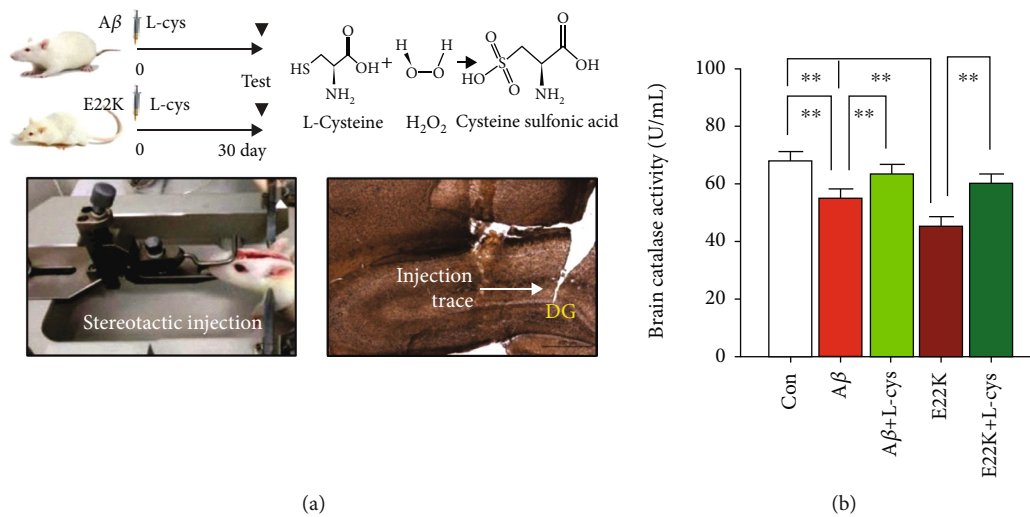 Aβ L-cys
0
Test
E22K L-cys
0 30 day
HS O OH NH₂
+
H H O O
HO S O O O OH NH₂
L-Cysteine H₂O₂ Cysteine sulfonic acid
Stereotactic injection
Injection
trace
DG
(a)
Brain catalase activity (U/mL)
100
80
60
40
60
0
** ** **
** **
Con
Aβ
Aβ+L-cys
E22K
E22K+L-cys
(b)